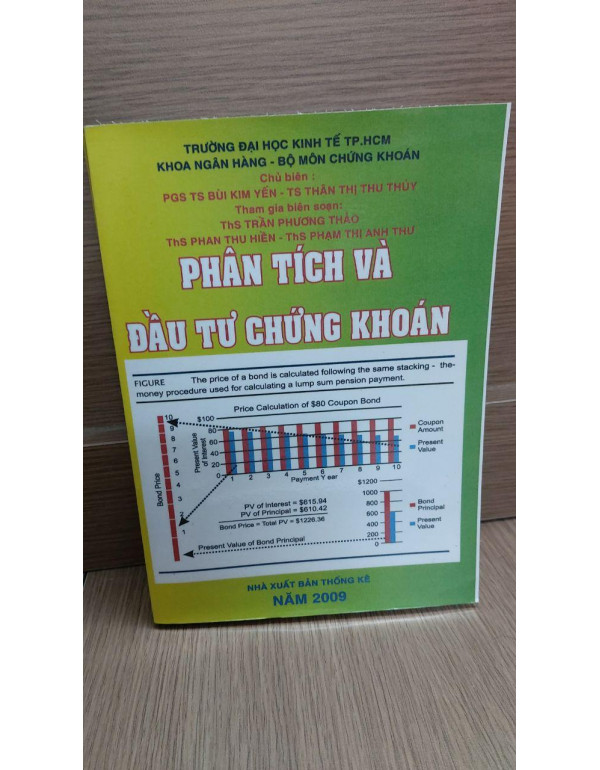 TRƯỜNG ĐẠI HỌC KINH TẾ TP.HCM
KHOA NGÂN HÀNG - BỘ MÔN CHỨNG KHOÁN
Chủ biên :
PGS TS BÙI KIM YẾN - TS THÂN THỊ THU THỦY
Tham gia biên soạn:
ThS TRẦN PHƯƠNG THẢO
ThS PHAN THU HIỀN - ThS PHẠM THỊ ANH THƯ
PHÂN TÍCH VÀ
ĐẦU TƯ CHỨNG KHOÁN
FIGURE The price of a bond is calculated following the same stacking - the-
money procedure used for calculating a lump sum pension payment.
Price Calculation of $80 Coupon Bond
Bond Price
10
9
8
7
6
5
4
3
2
1
Present Value
of Interest
$100
80
60
40
20
0
1 2 3 4 5 6 7 8 9 10
Payment Y ear
Coupon
Amount
Present
Value
PV of Interest = $615.94
PV of Principal = $610.42
Bond Price = Total PV = $1226.36
Present Value of Bond Principal
$1200
1000
800
600
400
200
0
Bond
Principal
Present
Value
NHÀ XUẤT BẢN THỐNG KÊ
NĂM 2009